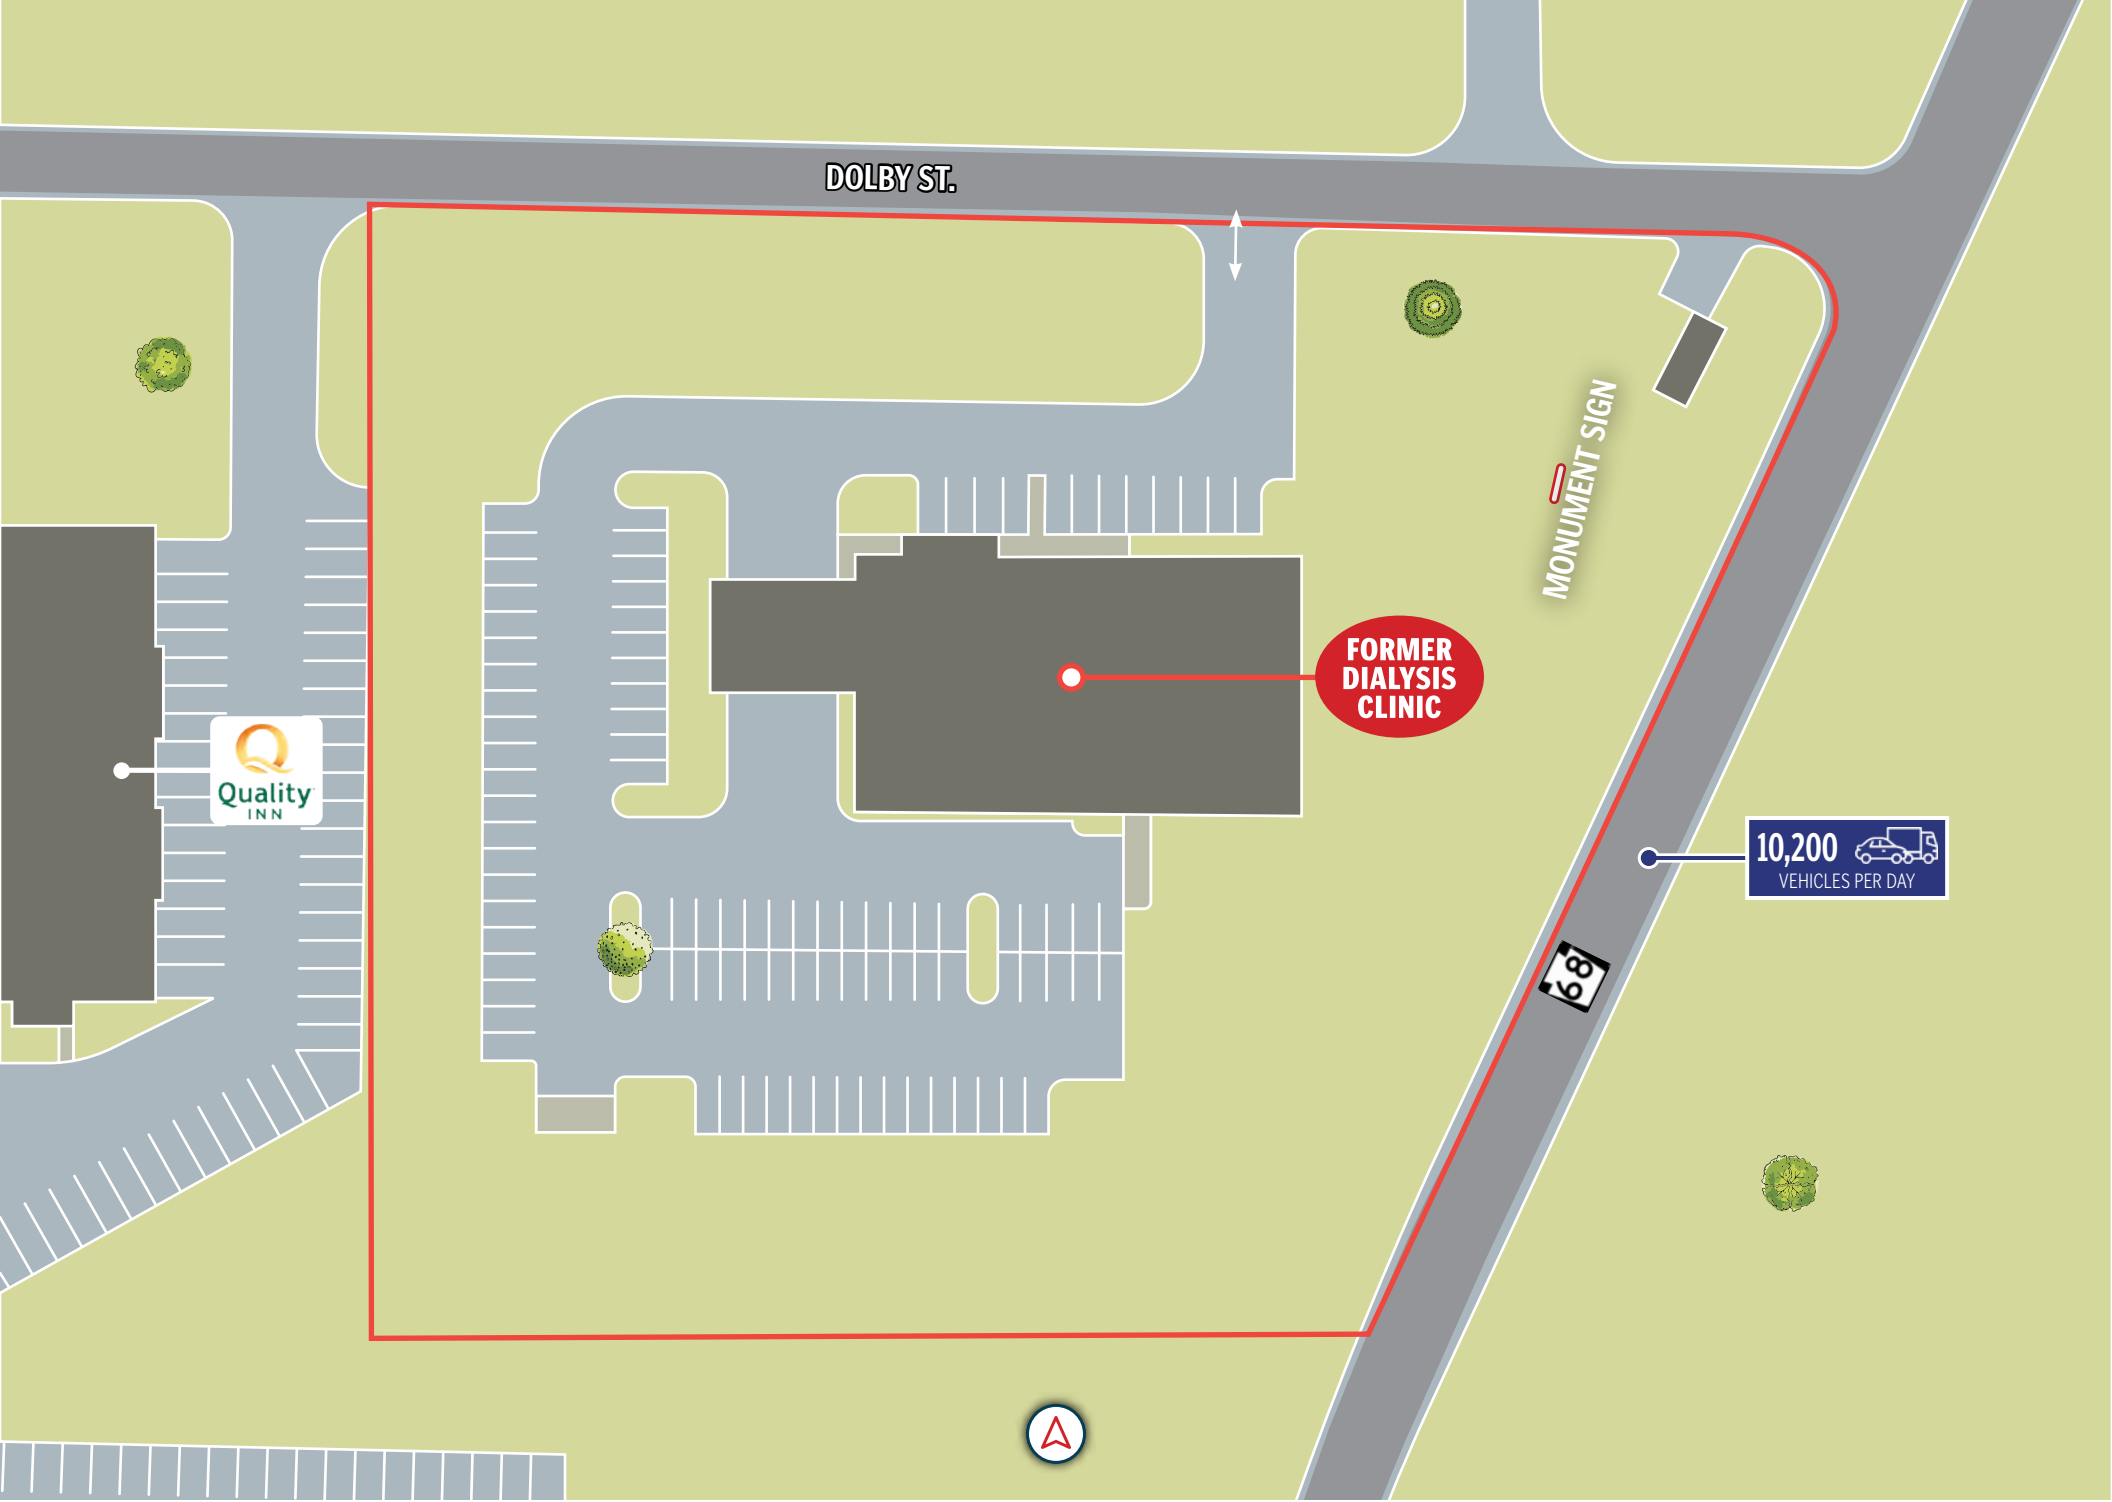 DOLBY ST.
MONUMENT SIGN
FORMER
DIALYSIS
CLINIC
Quality
INN
10,200
VEHICLES PER DAY
68